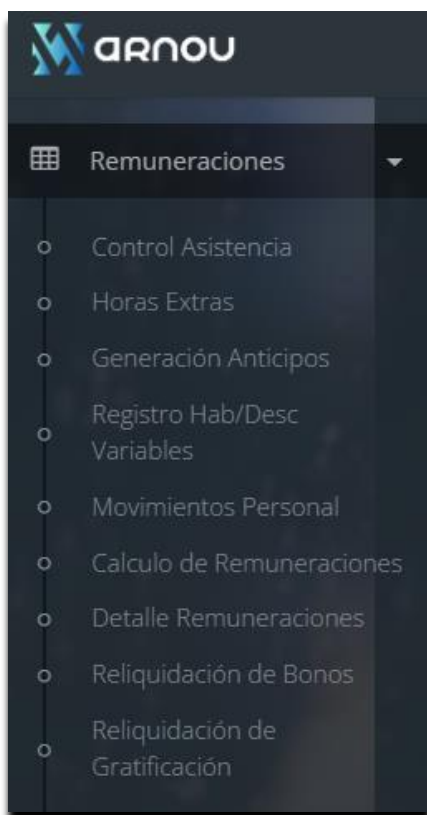 ARNOU
Remuneraciones
Control Asistencia
Horas Extras
Generación Anticipos
Registro Hab/Desc
Variables
Movimientos Personal
Calculo de Remuneraciones
Detalle Remuneraciones
Reliquidación de Bonos
Reliquidación de
Gratificación